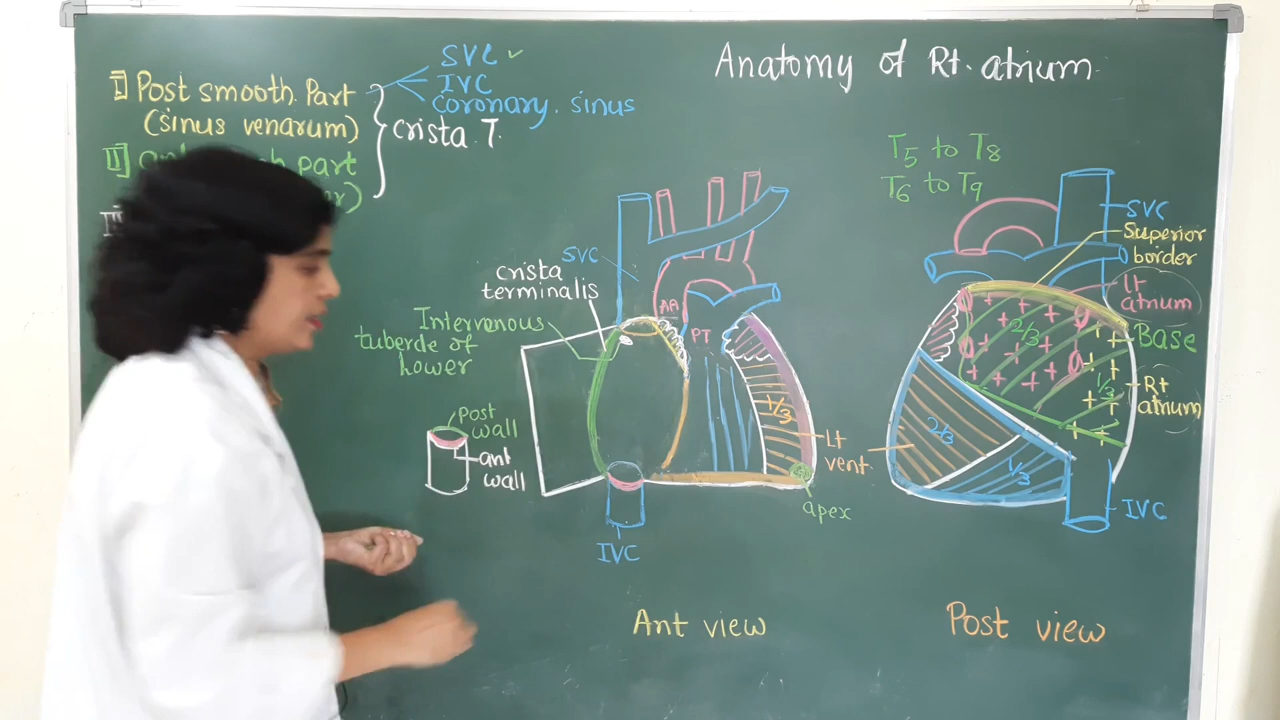 Anatomy of Rt. atrium
I] Post smooth Part
(sinus venarum)
SVC
IVC
coronary. sinus
crista. T.
II] part
III
T5 to T8
T6 to T9
SVC
crista
terminalis
Intervenous
tuberde of
hower
Post
wall
ant
wall
AA
PT
1/3
Lt
vent.
apex
IVC
Ant view
SVC
Superior
border
Lt
atrium
Base
2/3
1/3
Rt
atrium
2/3
1/3
IVC
Post view